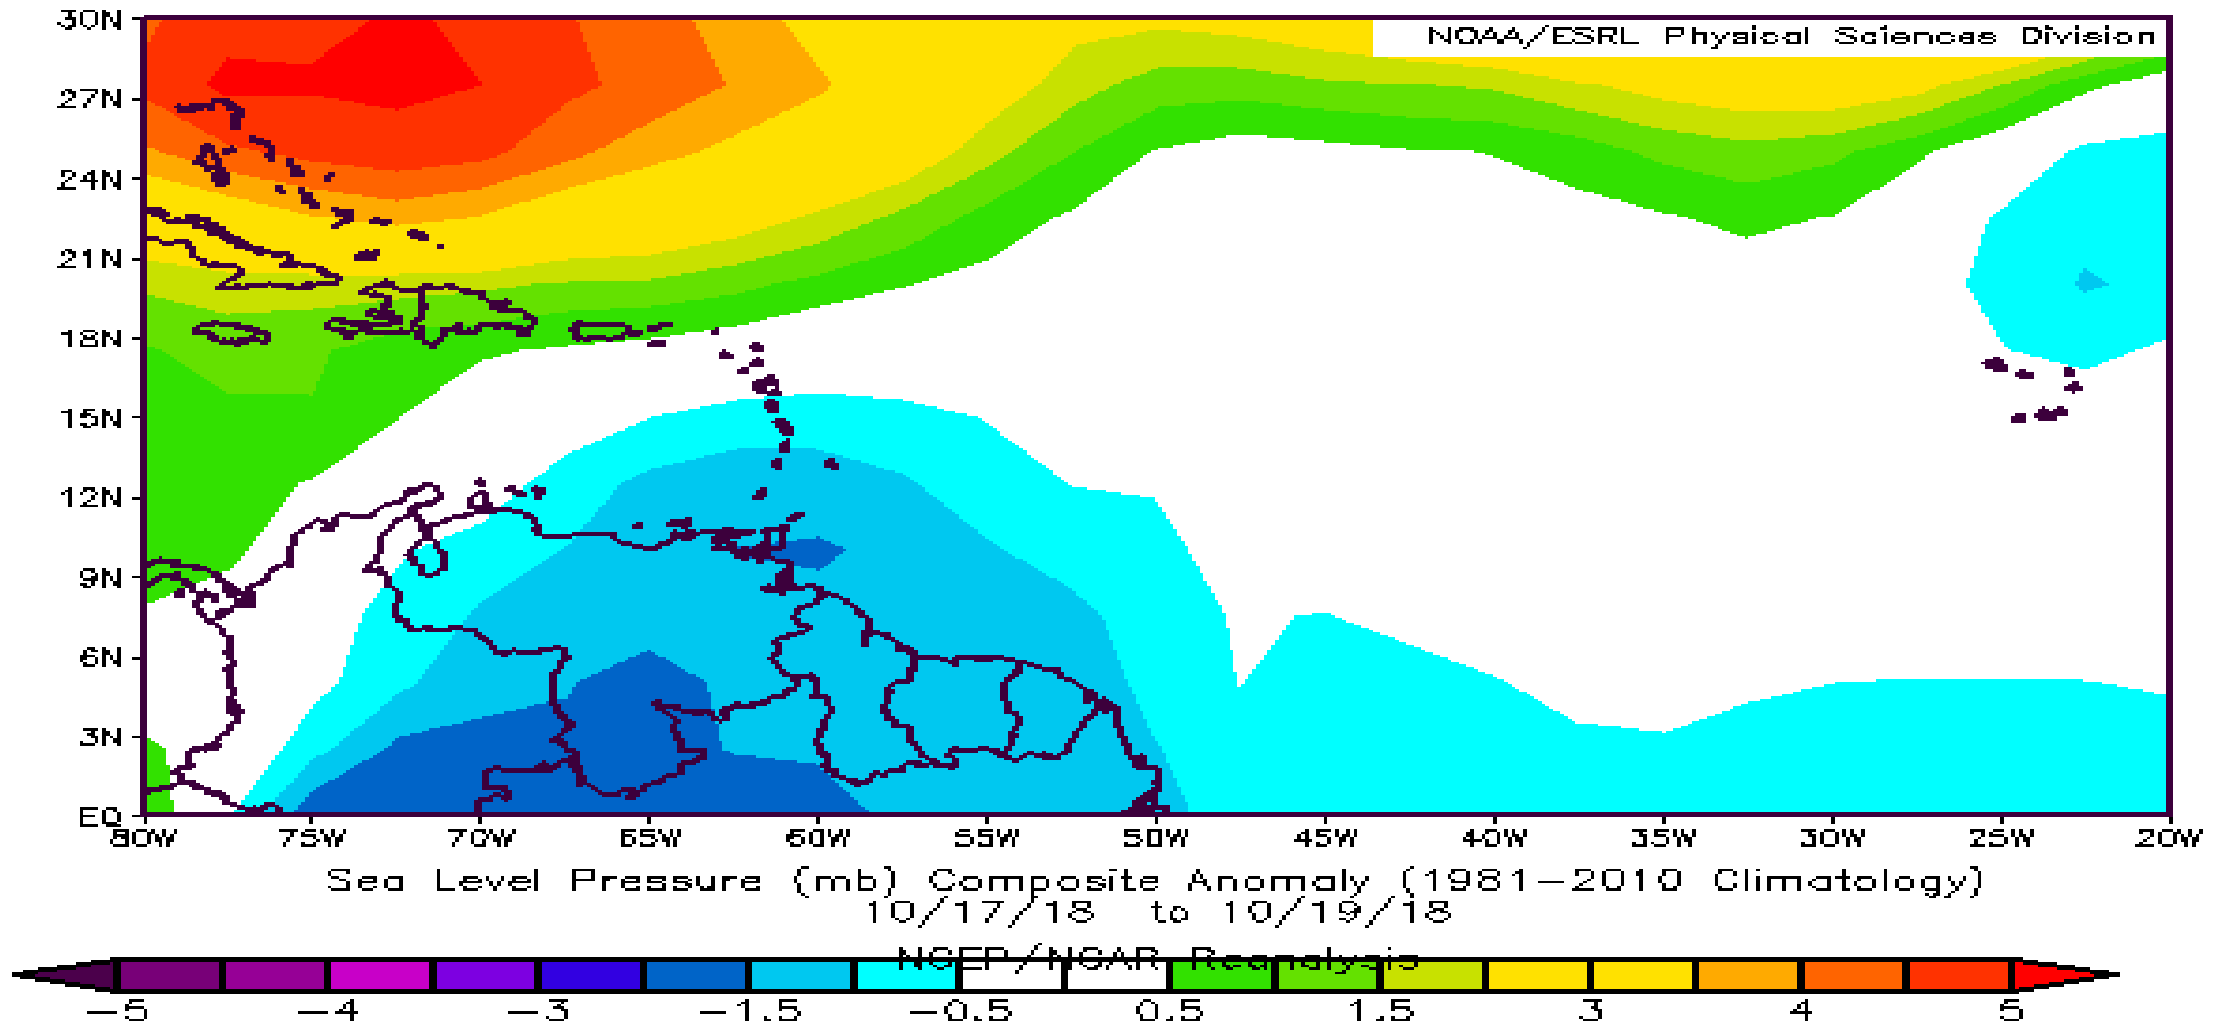 30N
NOAA/ESRL Physical Sciences Division
27N
24N
21N
18N
15N
12N
9N
6N
3N
EQ
80W 75W 70W 65W 60W 55W 50W 45W 40W 35W 30W 25W 20W
Sea Level Pressure (mb) Composite Anomaly (1981-2010 Climatology)
10/17/18 to 10/19/18
NCEP/NCAR Reanalysis
-5 -4 -3 -1.5 -0.5 0.5 1.5 3 4 5